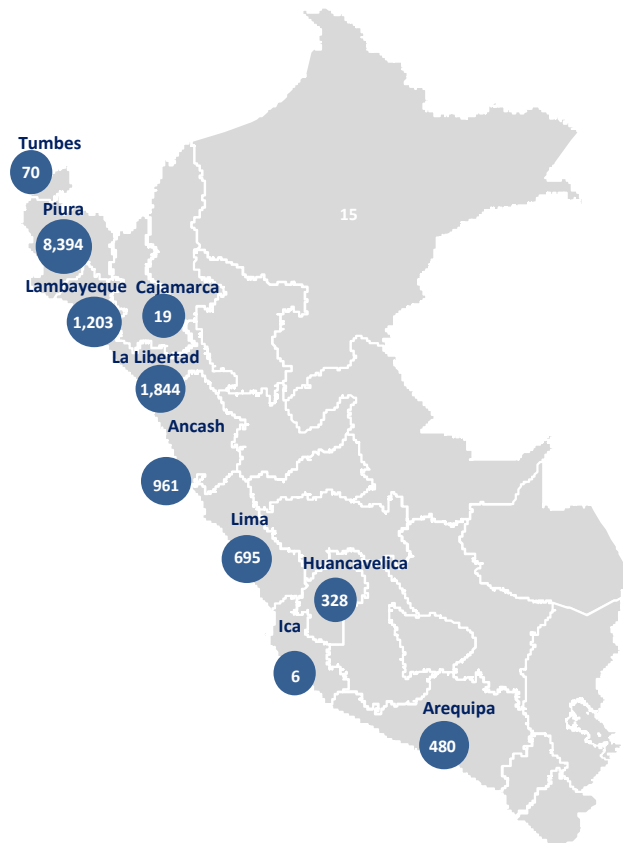 Tumbes
70
15
Piura
8,394
Lambayeque
1,203
Cajamarca
19
La Libertad
1,844
Ancash
961
Lima
695
Huancavelica
328
Ica
6
Arequipa
480